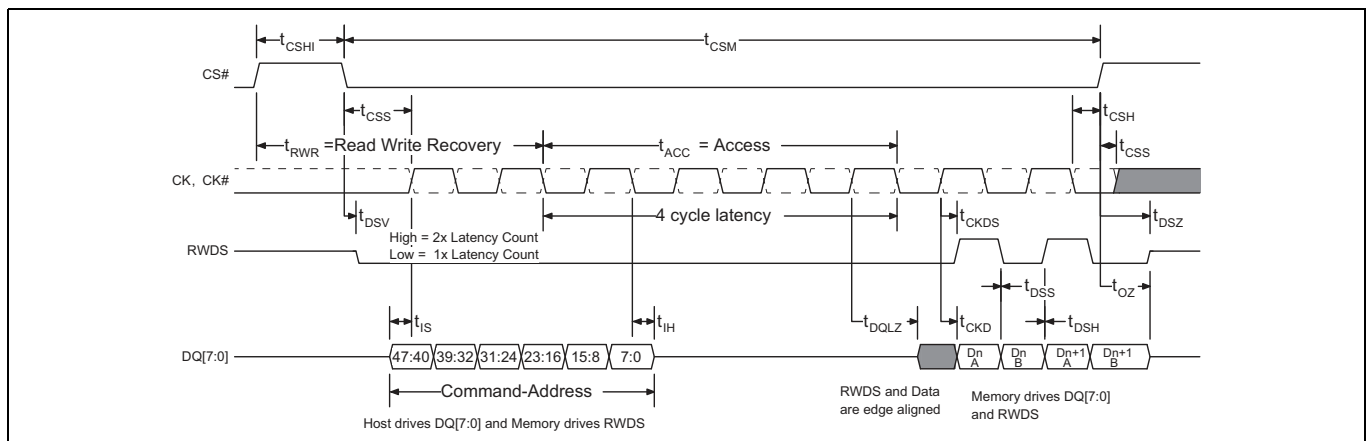 tCSHI
tCSM
CS#
tCSS
tCSH
tRWR =Read Write Recovery
tACC = Access
tCSS
CK, CK#
tDSV
4 cycle latency
tCKDS
tDSZ
High = 2x Latency Count
Low = 1x Latency Count
RWDS
tDSS
tOZ
tIS
tIH
tDQLZ
tCKD
tDSH
DQ[7:0]
47:40
39:32
31:24
23:16
15:8
7:0
Dn
A
Dn
B
Dn+1
A
Dn+1
B
Command-Address
RWDS and Data
are edge aligned
Memory drives DQ[7:0]
and RWDS
Host drives DQ[7:0] and Memory drives RWDS